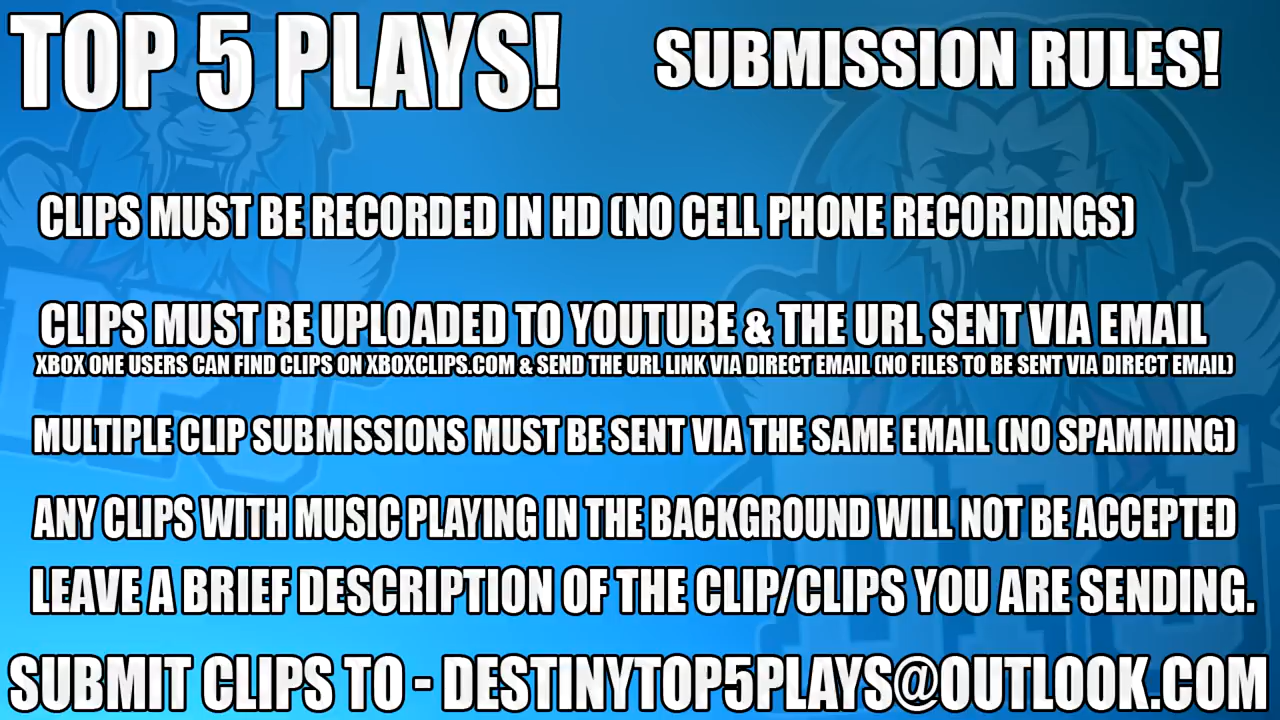 TOP 5 PLAYS!
SUBMISSION RULES!
CLIPS MUST BE RECORDED IN HD (NO CELL PHONE RECORDINGS)
CLIPS MUST BE UPLOADED TO YOUTUBE & THE URL SENT VIA EMAIL
XBOX ONE USERS CAN FIND CLIPS ON XBOXCLIPS.COM & SEND THE URL LINK VIA DIRECT EMAIL (NO FILES TO BE SENT VIA DIRECT EMAIL)
MULTIPLE CLIP SUBMISSIONS MUST BE SENT VIA THE SAME EMAIL (NO SPAMMING)
ANY CLIPS WITH MUSIC PLAYING IN THE BACKGROUND WILL NOT BE ACCEPTED
LEAVE A BRIEF DESCRIPTION OF THE CLIP/CLIPS YOU ARE SENDING.
SUBMIT CLIPS TO - DESTINYTOP5PLAYS@OUTLOOK.COM